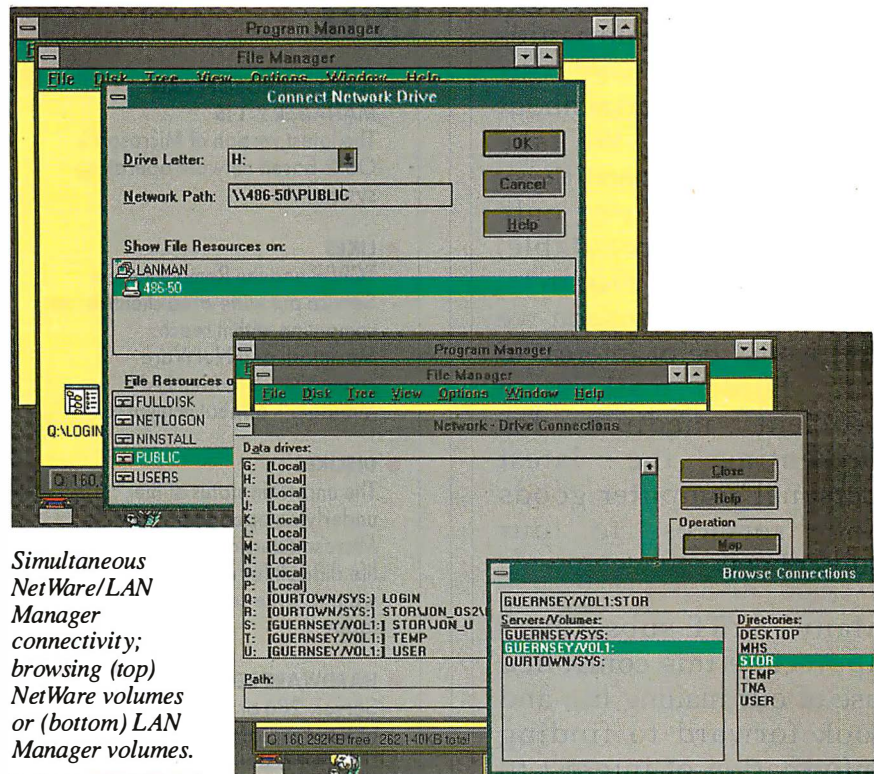 Program Manager
File Manager
File Disk Tree View Options Window Help
Connect Network Drive
Drive Letter: H:
OK
Network Path: \\486-50\PUBLIC
Cancel
Help
Show File Resources on:
LANMAN
486-50
File Resources o
FULLDISK
NETLOGON
NINSTALL
PUBLIC
USERS
Q:\LOGIN
Program Manager
File Manager
File Disk Tree View Options Window Help
Network - Drive Connections
Data drives:
G: [Local]
H: [Local]
I: [Local]
J: [Local]
K: [Local]
L: [Local]
M: [Local]
N: [Local]
O: [Local]
P: [Local]
Q: [OURTOWN/SYS:] LOGIN
R: [OURTOWN/SYS:] STOR\JON_OS2\
S: [GUERNSEY/VOL1:] STOR\JON_U
T: [GUERNSEY/VOL1:] TEMP
U: [GUERNSEY/VOL1:] USER
Close
Help
Operation
Map
Path:
Browse Connections
GUERNSEY/VOL1:STOR
Servers/Volumes:
GUERNSEY/SYS:
GUERNSEY/VOL1:
OURTOWN/SYS:
Directories:
DESKTOP
MHS
STOR
TEMP
TNA
USER
Q: 160,292KB free, 262,140KB total
Simultaneous
NetWare/LAN
Manager
connectivity;
browsing (top)
NetWare volumes
or (bottom) LAN
Manager volumes.